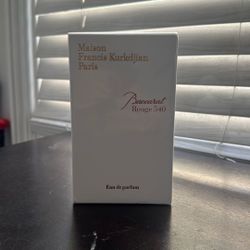 Maison
Francis Kurkdjian
Paris
Baccarat
Rouge 540
Eau de parfum